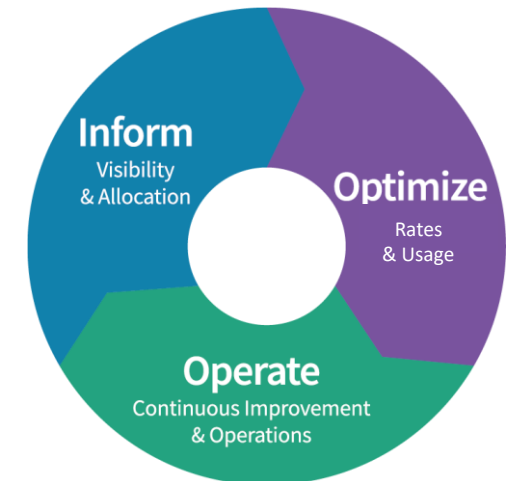 Inform
Visibility
& Allocation
Optimize
Rates
& Usage
Operate
Continuous Improvement
& Operations